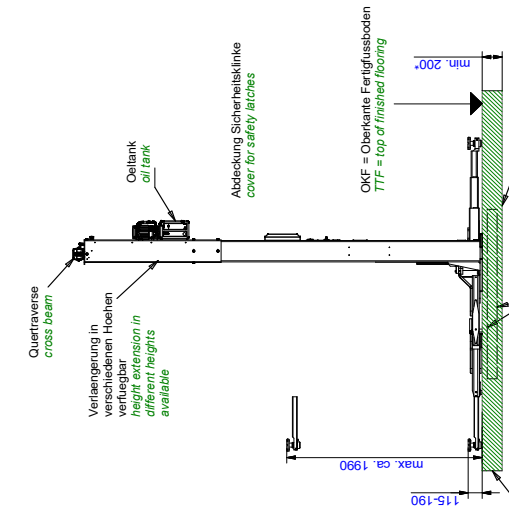 Quertraverse
cross beam
Verlaengerung in
verschiedenen Hoehen
verfuegbar
height extension in
different heights
available
Oeltank
oil tank
Abdeckung Sicherheitsklinke
cover for safety latches
OKF = Oberkante Fertigfussboden
TTF = top of finished flooring
min. 200*
max. ca. 1990
115-190